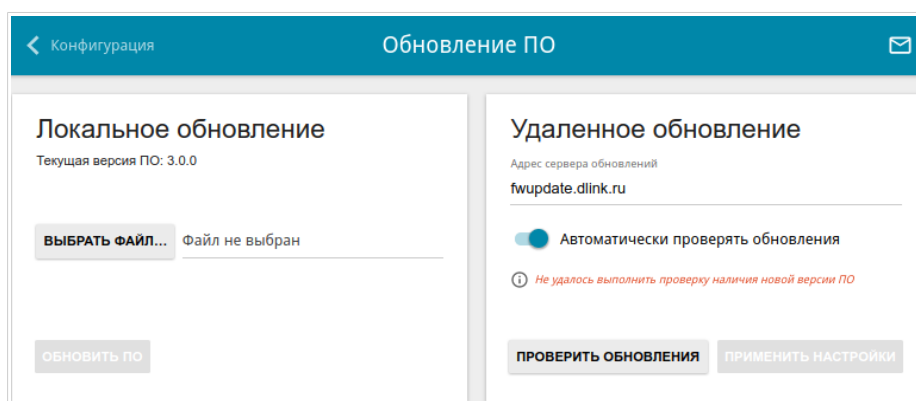 Конфигурация
Обновление ПО
Локальное обновление
Текущая версия ПО: 3.0.0
ВЫБРАТЬ ФАЙЛ...
Файл не выбран
ОБНОВИТЬ ПО
Удаленное обновление
Адрес сервера обновлений
fwupdate.dlink.ru
Автоматически проверять обновления
Не удалось выполнить проверку наличия новой версии ПО
ПРОВЕРИТЬ ОБНОВЛЕНИЯ
ПРИМЕНИТЬ НАСТРОЙКИ